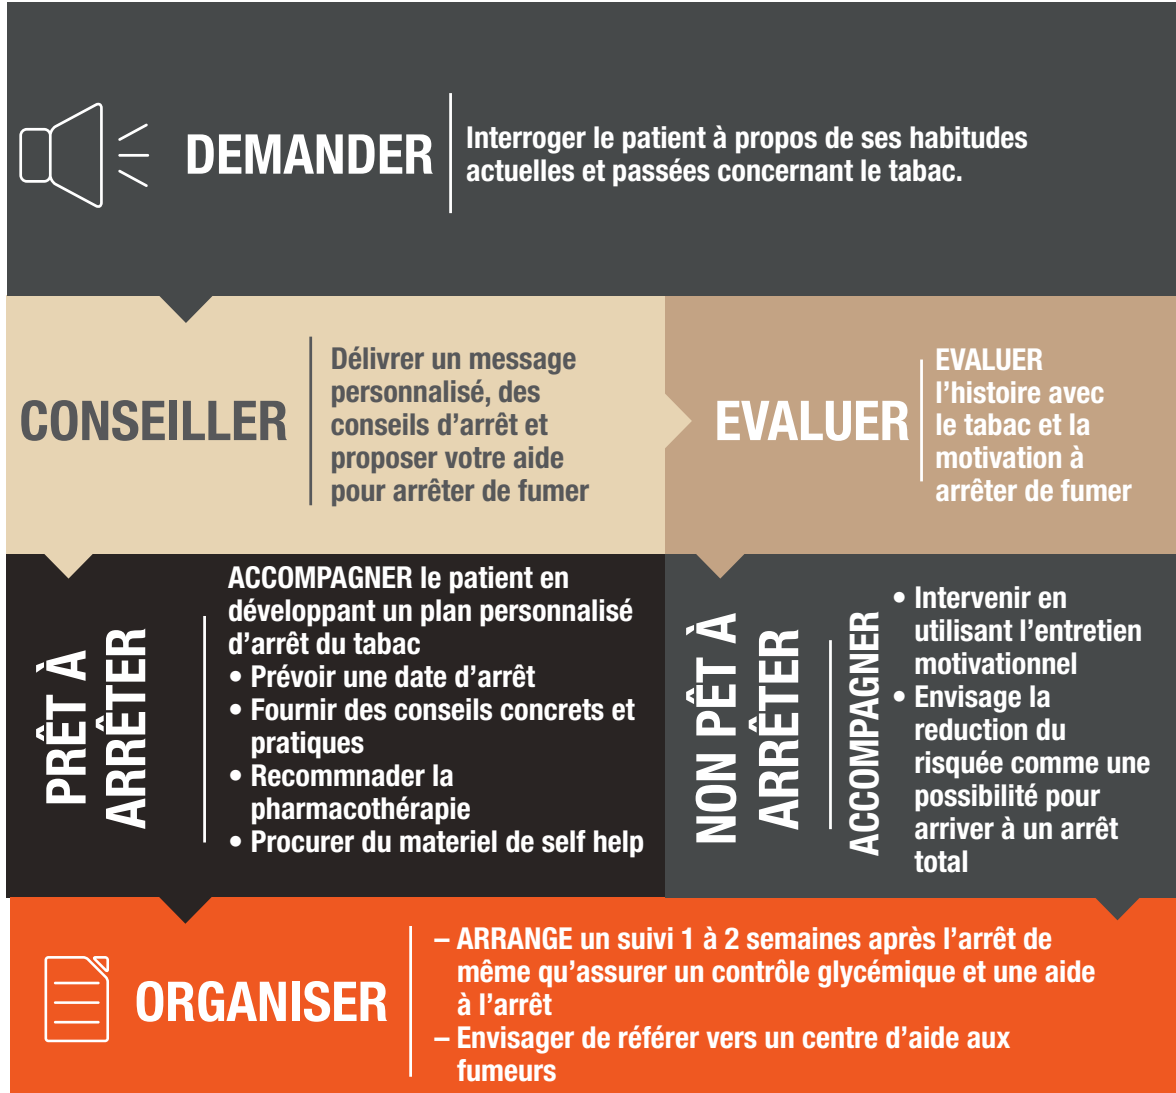 DEMANDER
Interroger le patient à propos de ses habitudes
actuelles et passées concernant le tabac.
CONSEILLER
Délivrer un message
personnalisé, des
conseils d’arrêt et
proposer votre aide
pour arrêter de fumer
EVALUER
EVALUER
l’histoire avec
le tabac et la
motivation à
arrêter de fumer
PRÊT À
ARRÊTER
ACCOMPAGNER le patient en
développant un plan personnalisé
d’arrêt du tabac
• Prévoir une date d’arrêt
• Fournir des conseils concrets et
pratiques
• Recommnader la
pharmacothérapie
• Procurer du materiel de self help
NON PÊT À
ARRÊTER
ACCOMPAGNER
• Intervenir en
utilisant l’entretien
motivationnel
• Envisage la
reduction du
risquée comme une
possibilité pour
arriver à un arrêt
total
ORGANISER
– ARRANGE un suivi 1 à 2 semaines après l’arrêt de
même qu’assurer un contrôle glycémique et une aide
à l’arrêt
– Envisager de référer vers un centre d’aide aux
fumeurs